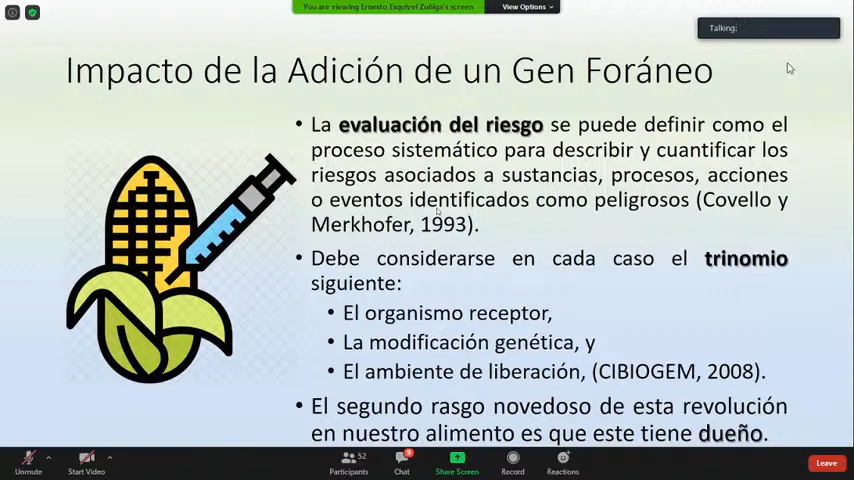 You are viewing Ernesto Esquivel Zuñiga's screen
View Options
Talking:
Impacto de la Adición de un Gen Foráneo
• La evaluación del riesgo se puede definir como el
proceso sistemático para describir y cuantificar los
riesgos asociados a sustancias, procesos, acciones
o eventos identificados como peligrosos (Covello y
Merkhofer, 1993).
• Debe considerarse en cada caso el trinomio
siguiente:
• El organismo receptor,
• La modificación genética, y
• El ambiente de liberación, (CIBIOGEM, 2008).
• El segundo rasgo novedoso de esta revolución
en nuestro alimento es que este tiene dueño.
Unmute
Start Video
Participants
52
Chat
9
Share Screen
Record
Reactions
Leave